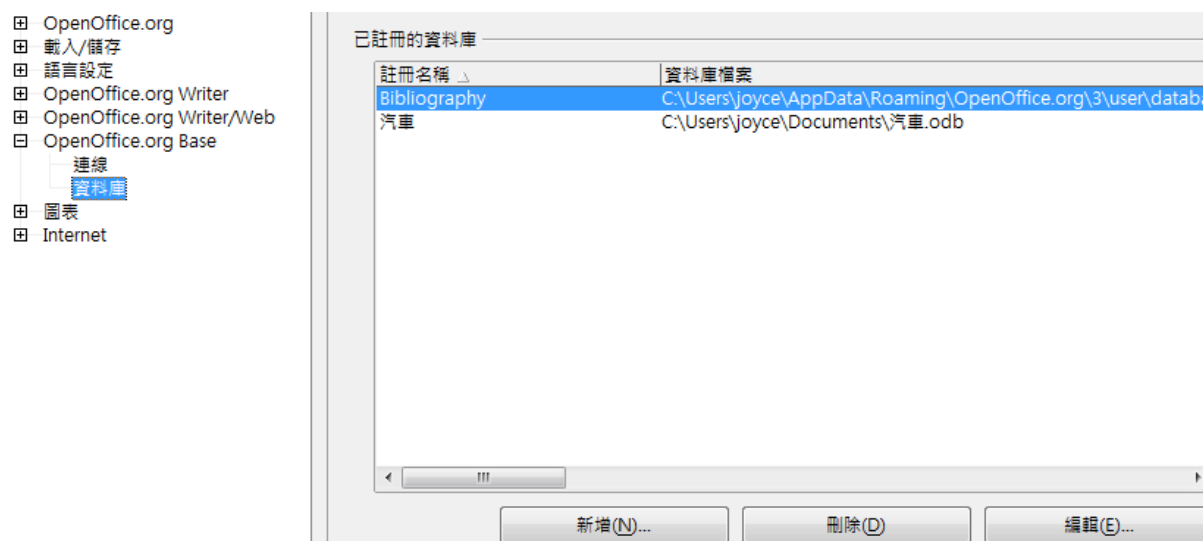 OpenOffice.org
載入/儲存
語言設定
OpenOffice.org Writer
OpenOffice.org Writer/Web
OpenOffice.org Base
連線
資料庫
圖表
Internet
已註冊的資料庫
註冊名稱 資料庫檔案
Bibliography C:\Users\joyce\AppData\Roaming\OpenOffice.org\3\user\datab
汽車 C:\Users\joyce\Documents\汽車.odb
新增(N)... 刪除(D) 編輯(E)...